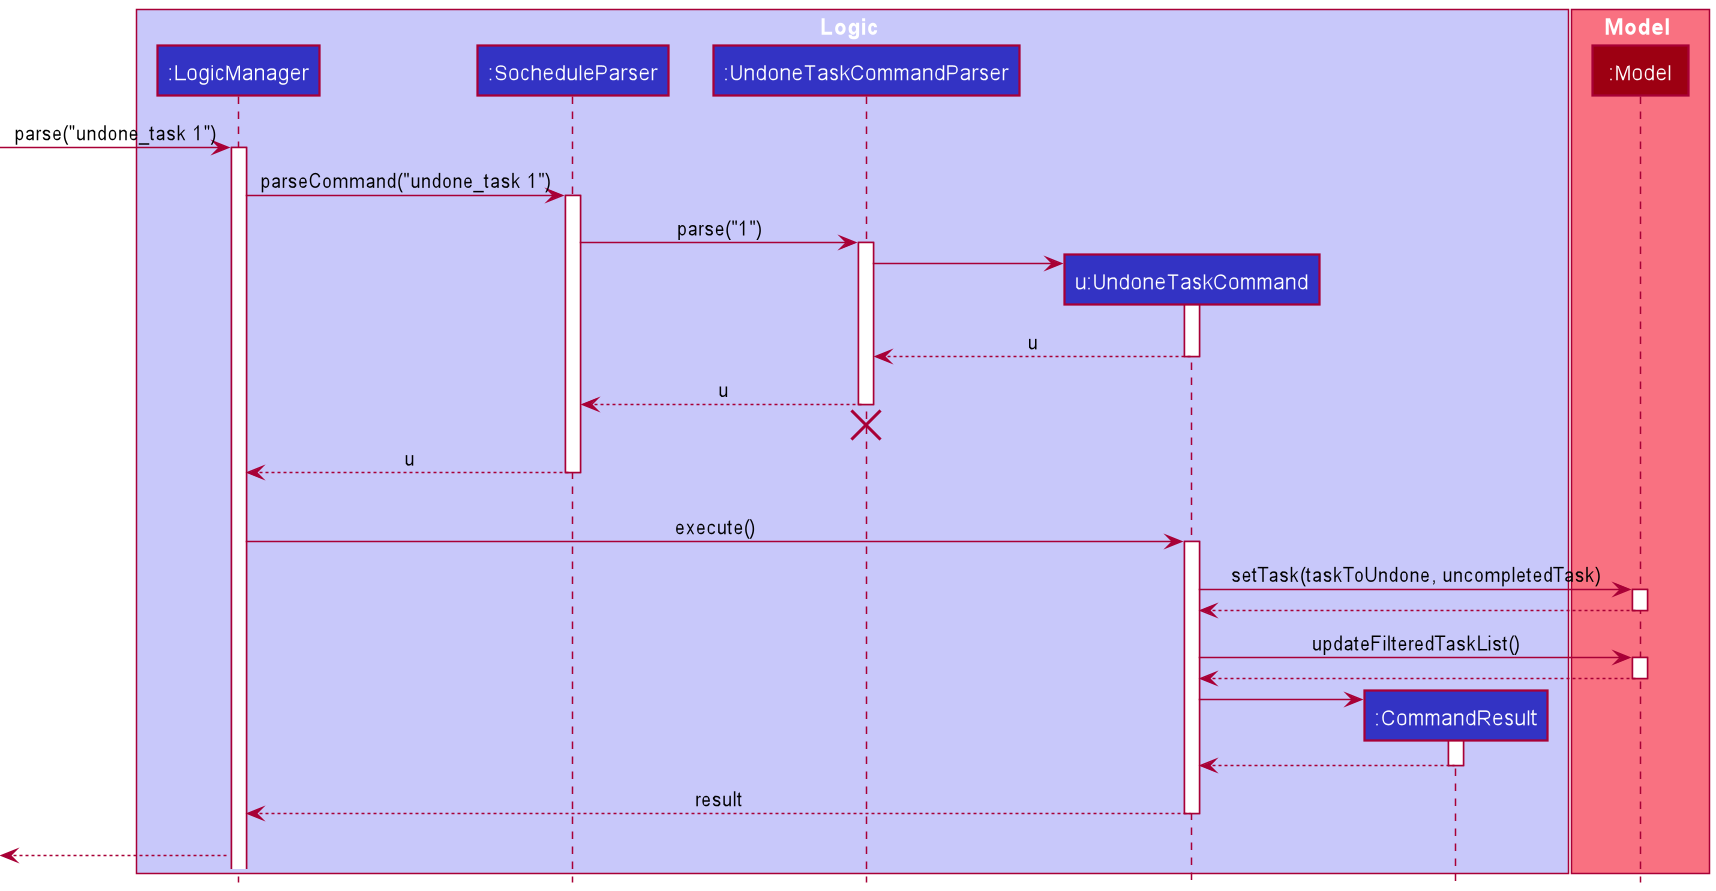 Logic
Model
:LogicManager
:SocheduleParser
:UndoneTaskCommandParser
:Model
parse("undone_task 1")
parseCommand("undone_task 1")
parse("1")
u:UndoneTaskCommand
u
u
u
execute()
setTask(taskToUndone, uncompletedTask)
updateFilteredTaskList()
:CommandResult
result